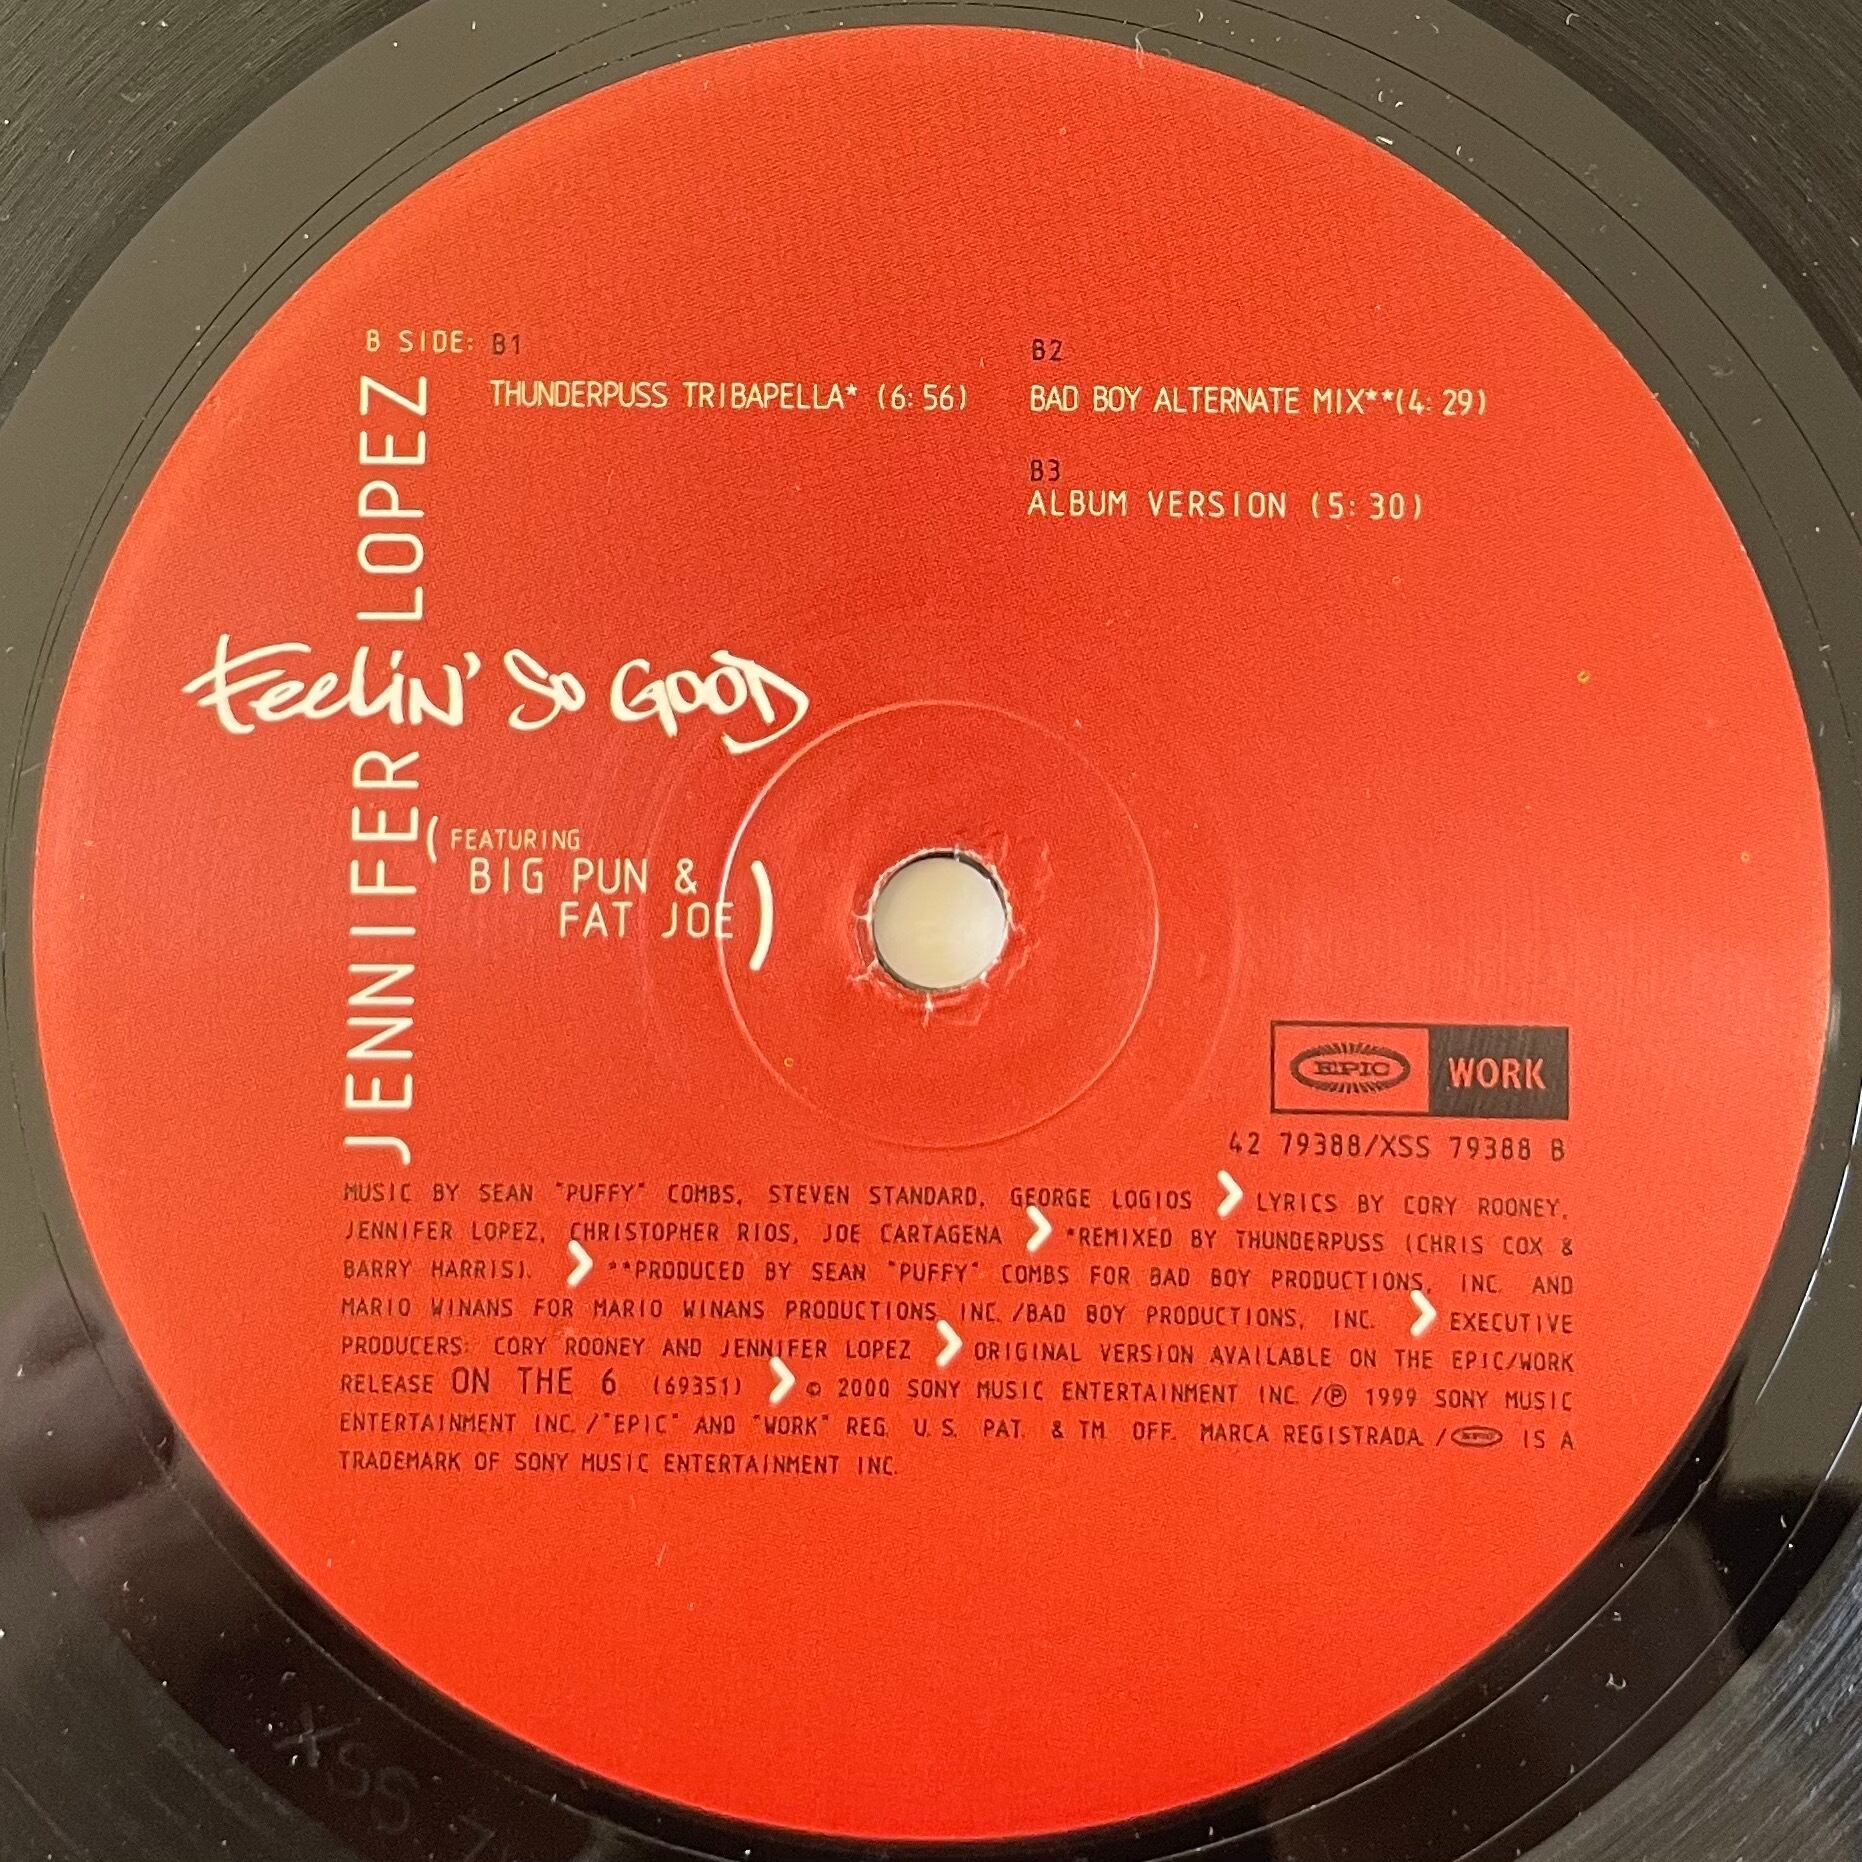 B SIDE: B1
THUNDERPUSS TRIBAPELLA* (6:56)
B2
BAD BOY ALTERNATE MIX**(4:29)
B3
ALBUM VERSION (5:30)
JENNIFER LOPEZ
Feelin' So Good
(FEATURING
BIG PUN &
FAT JOE)
EPIC WORK
42 79388/XSS 79388 B
MUSIC BY SEAN "PUFFY" COMBS, STEVEN STANDARD, GEORGE LOGIOS > LYRICS BY CORY ROONEY,
JENNIFER LOPEZ, CHRISTOPHER RIOS, JOE CARTAGENA > *REMIXED BY THUNDERPUSS (CHRIS COX &
BARRY HARRIS). > **PRODUCED BY SEAN "PUFFY" COMBS FOR BAD BOY PRODUCTIONS, INC. AND
MARIO WINANS FOR MARIO WINANS PRODUCTIONS, INC./BAD BOY PRODUCTIONS, INC. > EXECUTIVE
PRODUCERS: CORY ROONEY AND JENNIFER LOPEZ > ORIGINAL VERSION AVAILABLE ON THE EPIC/WORK
RELEASE ON THE 6 (69351) > © 2000 SONY MUSIC ENTERTAINMENT INC./℗ 1999 SONY MUSIC
ENTERTAINMENT INC./"EPIC" AND "WORK" REG. U.S. PAT. & TM. OFF. MARCA REGISTRADA./EPIC IS A
TRADEMARK OF SONY MUSIC ENTERTAINMENT INC.
XSS 7